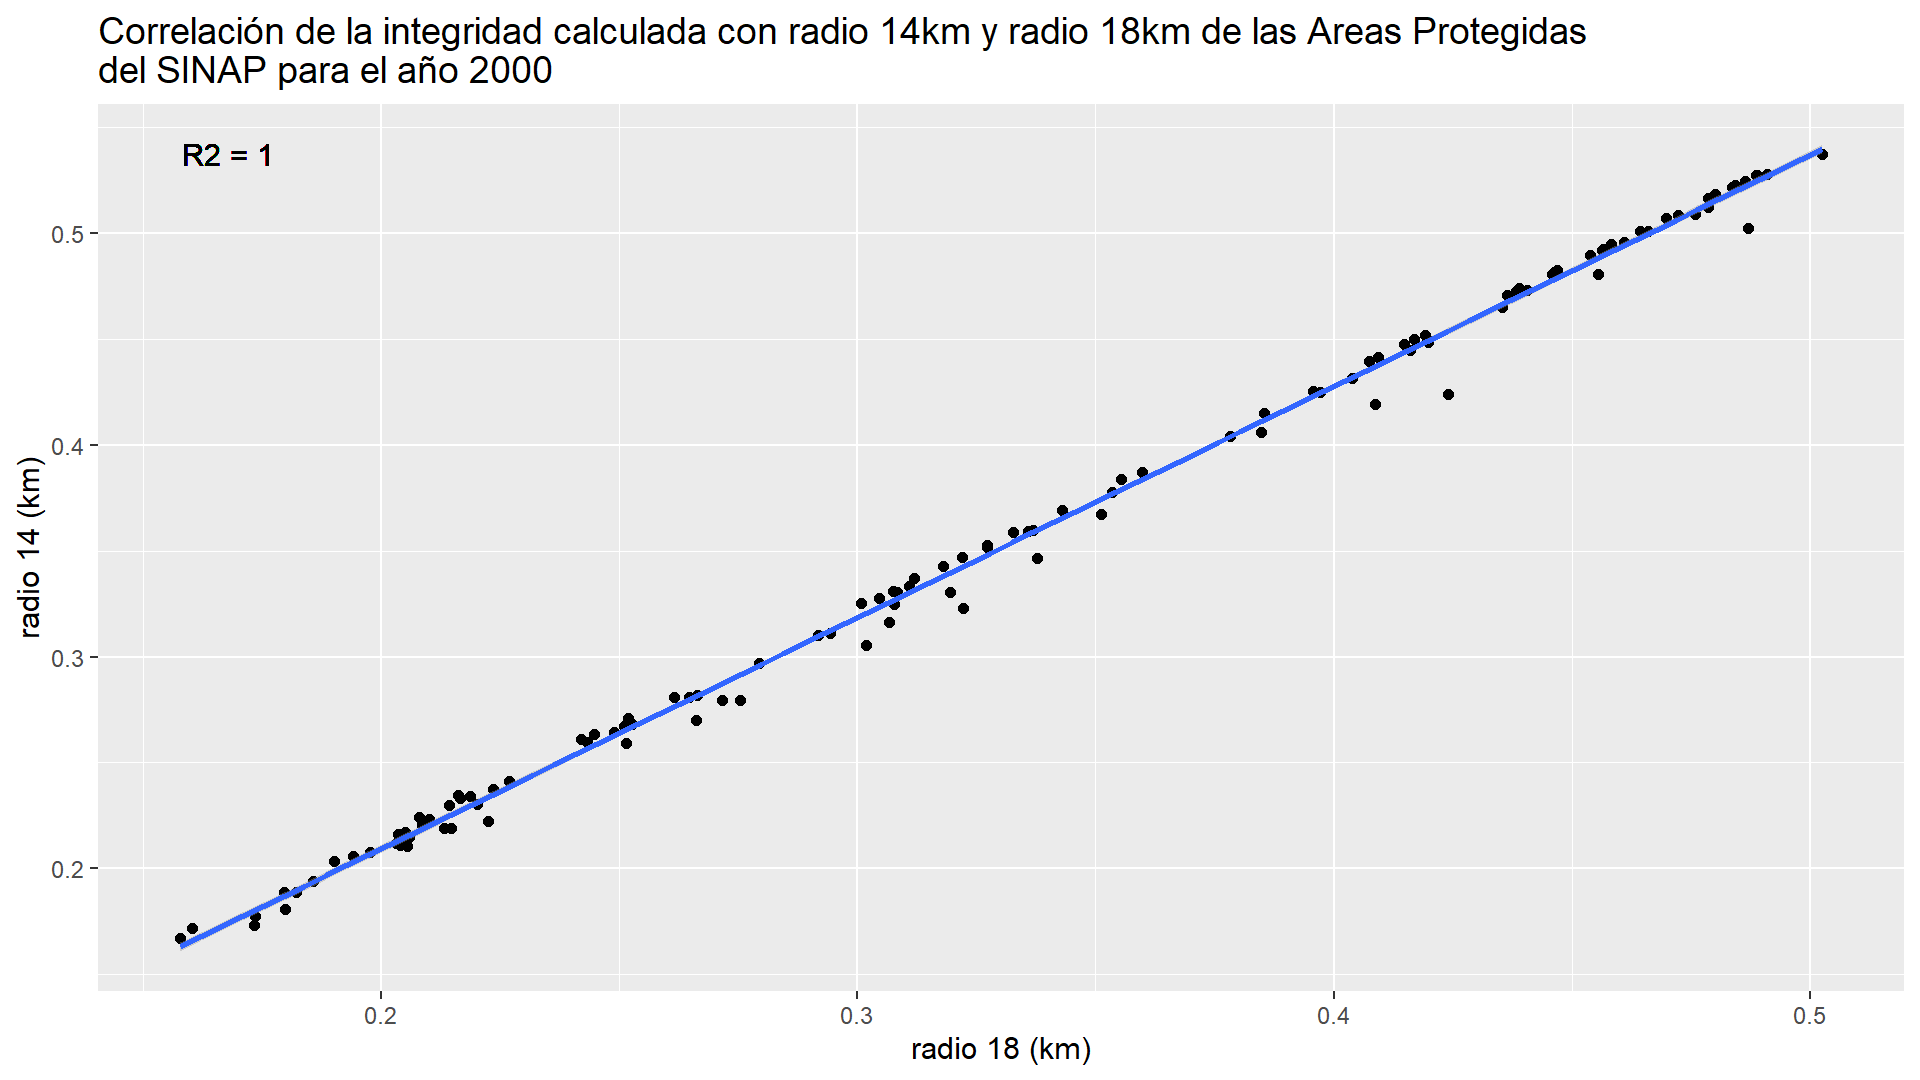 Correlación de la integridad calculada con radio 14km y radio 18km de las Areas Protegidas
del SINAP para el año 2000
R2 = 1
radio 14 (km)
0.5
0.4
0.3
0.2
0.2
0.3
0.4
0.5
radio 18 (km)